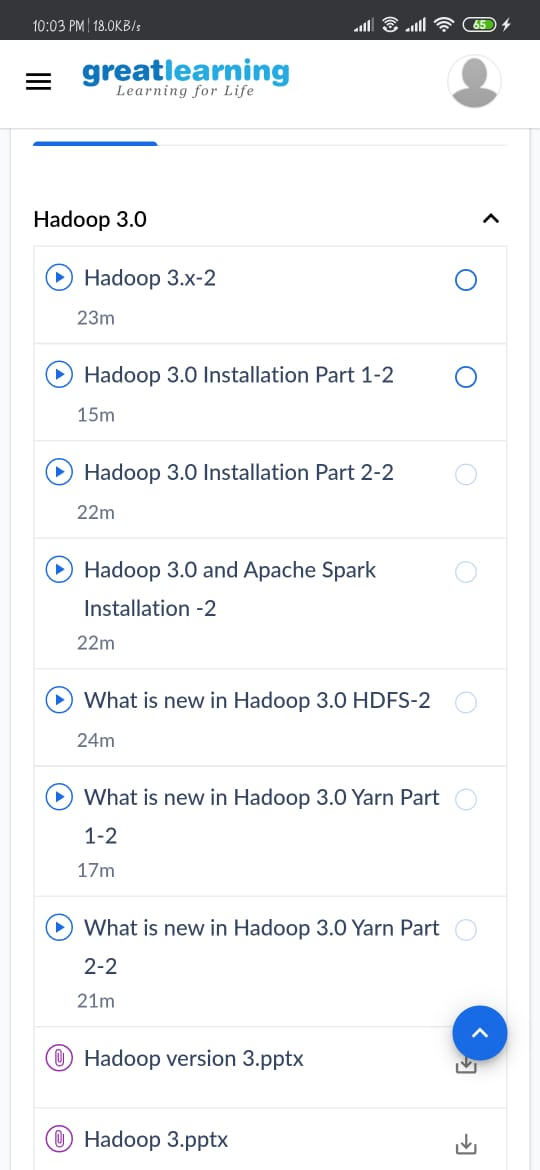 10:03 PM | 18.0KB/s
65
greatlearning
Learning for Life
Hadoop 3.0
Hadoop 3.x-2
23m
Hadoop 3.0 Installation Part 1-2
15m
Hadoop 3.0 Installation Part 2-2
22m
Hadoop 3.0 and Apache Spark
Installation -2
22m
What is new in Hadoop 3.0 HDFS-2
24m
What is new in Hadoop 3.0 Yarn Part
1-2
17m
What is new in Hadoop 3.0 Yarn Part
2-2
21m
Hadoop version 3.pptx
Hadoop 3.pptx